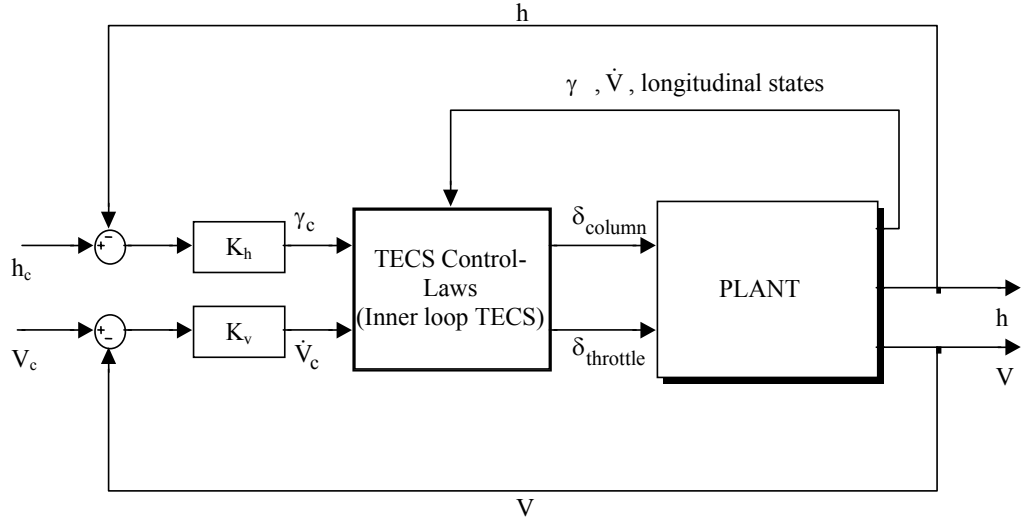 h
γ , V̇ , longitudinal states
h_c
+
−
K_h
γ_c
TECS Control-
Laws
(Inner loop TECS)
δ_column
PLANT
h
V_c
+
−
K_v
V̇_c
δ_throttle
V
V